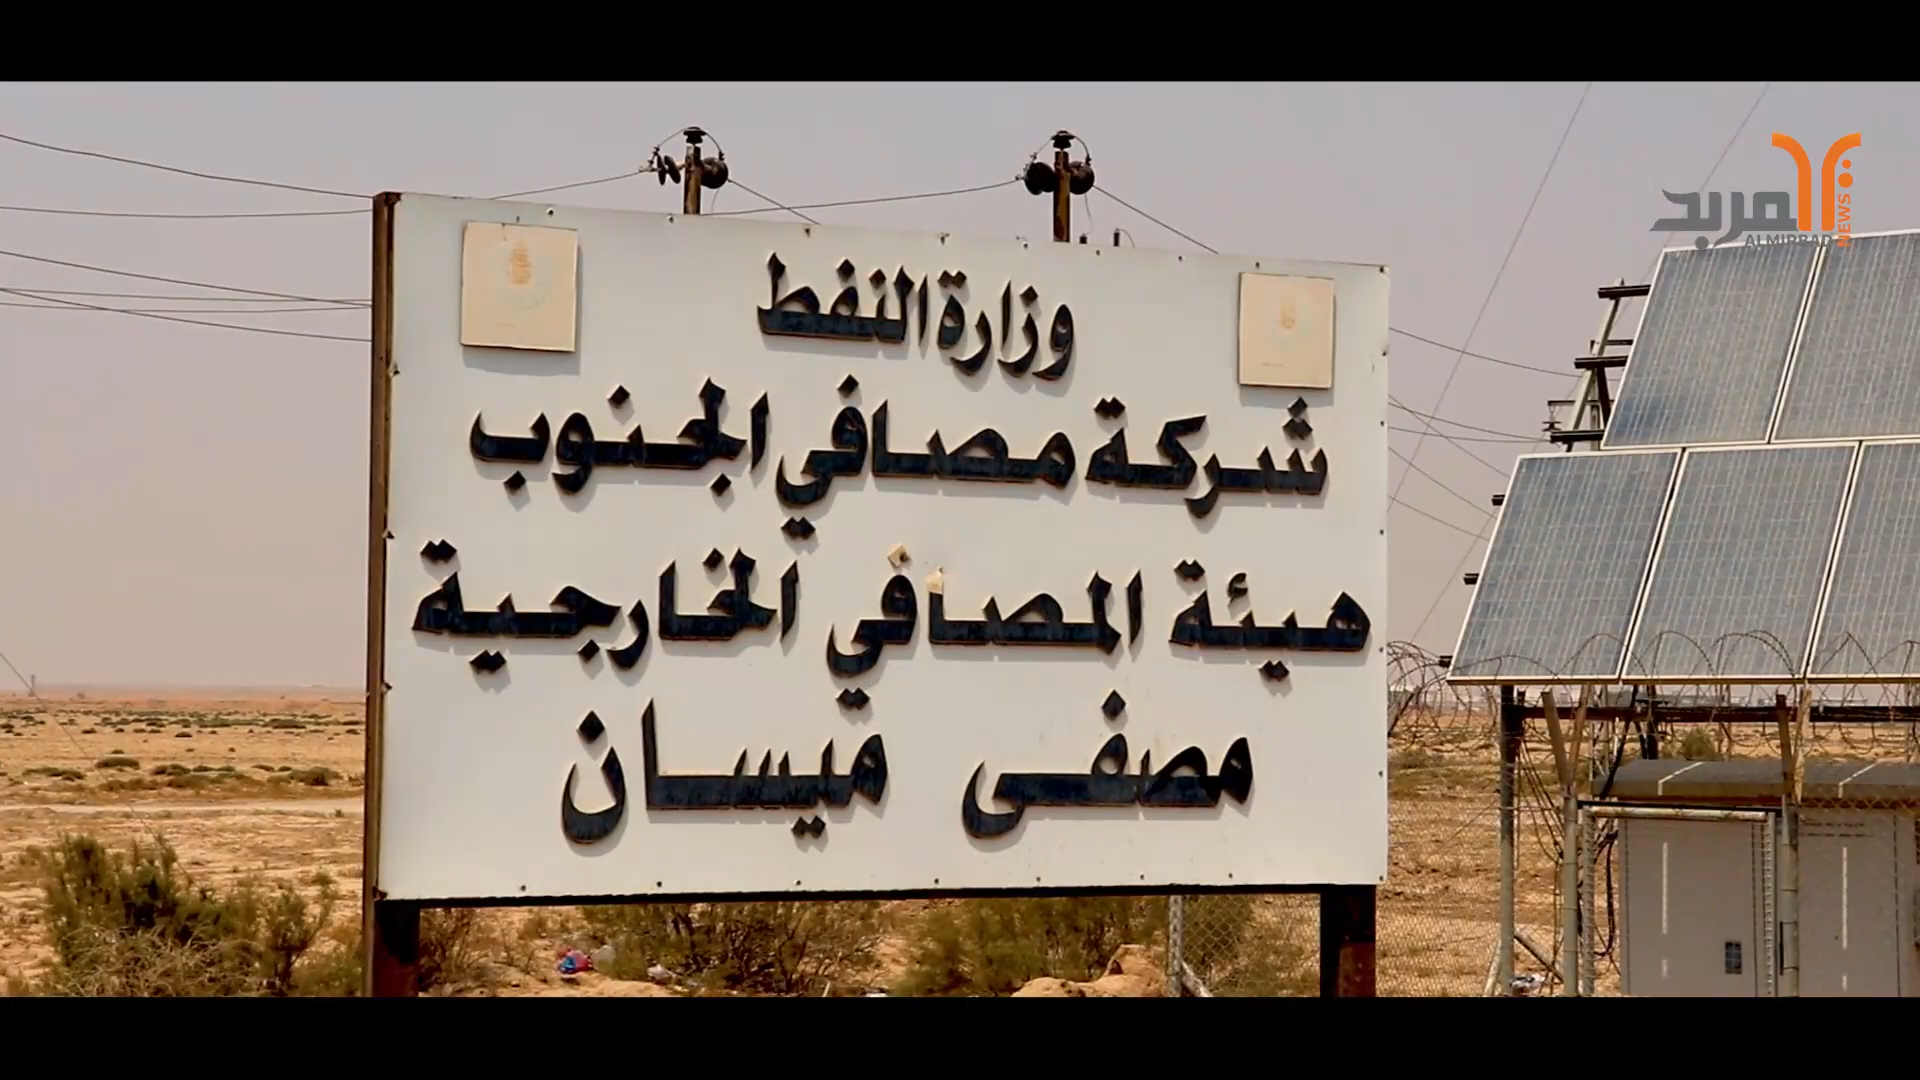 وزارة النفط
شركة مصافي الجنوب
هيئة المصافي الخارجية
مصفى ميسان
المربد
ALMIRBAD
NEWS